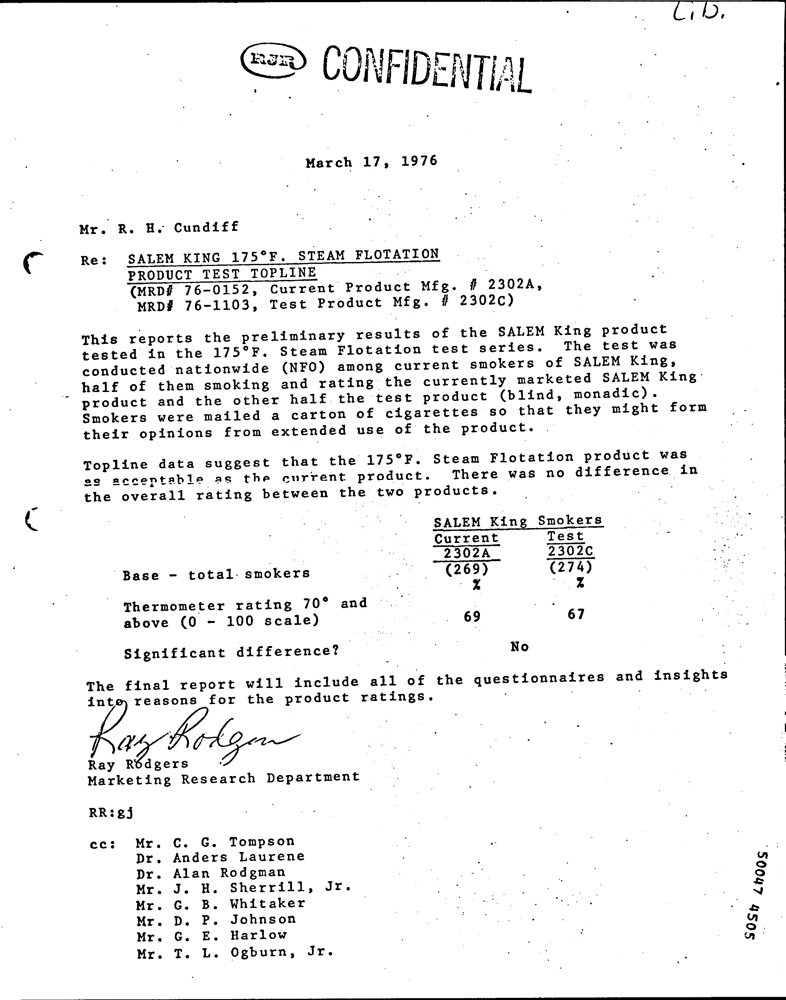 Lib.
RJR CONFIDENTIAL
March 17, 1976
Mr. R. H. Cundiff
Re: SALEM KING 175°F. STEAM FLOTATION
PRODUCT TEST TOPLINE
(MRD# 76-0152, Current Product Mfg. # 2302A,
MRD# 76-1103, Test Product Mfg. # 2302C)
This reports the preliminary results of the SALEM King product
tested in the 175°F. Steam Flotation test series. The test was
conducted nationwide (NFO) among current smokers of SALEM King,
half of them smoking and rating the currently marketed SALEM King
product and the other half the test product (blind, monadic).
Smokers were mailed a carton of cigarettes so that they might form
their opinions from extended use of the product.
Topline data suggest that the 175°F. Steam Flotation product was
as acceptable as the current product. There was no difference in
the overall rating between the two products.
SALEM King Smokers
Current Test
2302A 2302C
Base - total smokers (269) (274)
% %
Thermometer rating 70° and
above (0 - 100 scale) 69 67
Significant difference? No
The final report will include all of the questionnaires and insights
into reasons for the product ratings.
Ray Rodgers
Ray Rodgers
Marketing Research Department
RR:gj
cc: Mr. C. G. Tompson
Dr. Anders Laurene
Dr. Alan Rodgman
Mr. J. H. Sherrill, Jr.
Mr. G. B. Whitaker
Mr. D. P. Johnson
Mr. G. E. Harlow
Mr. T. L. Ogburn, Jr.
50047 4505